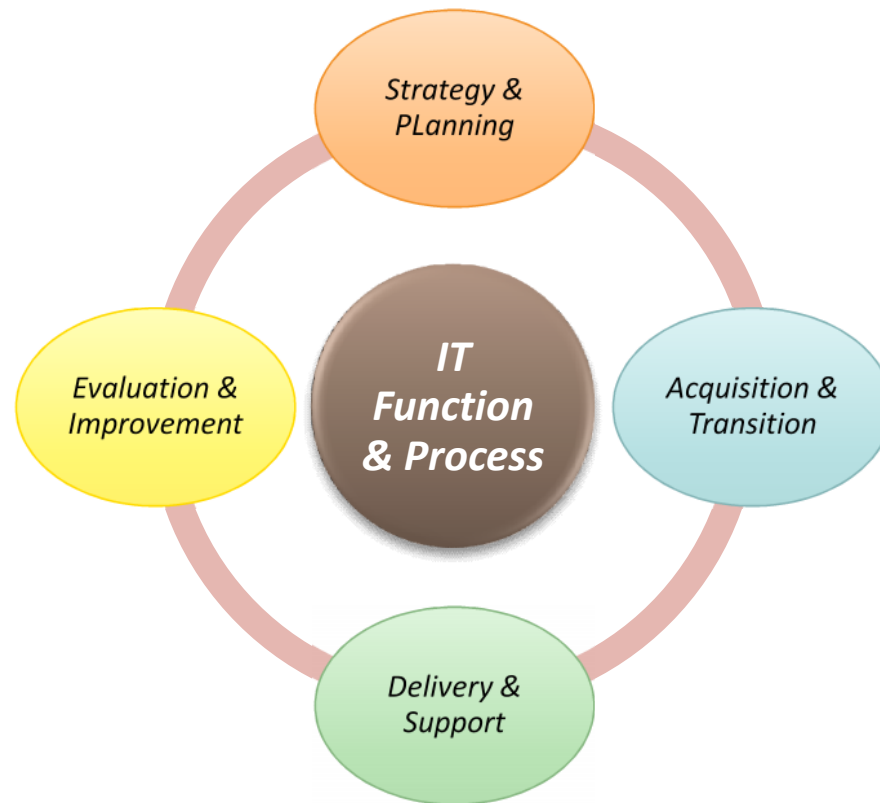 Strategy &
PLanning
Evaluation &
Improvement
IT
Function
& Process
Acquisition &
Transition
Delivery &
Support